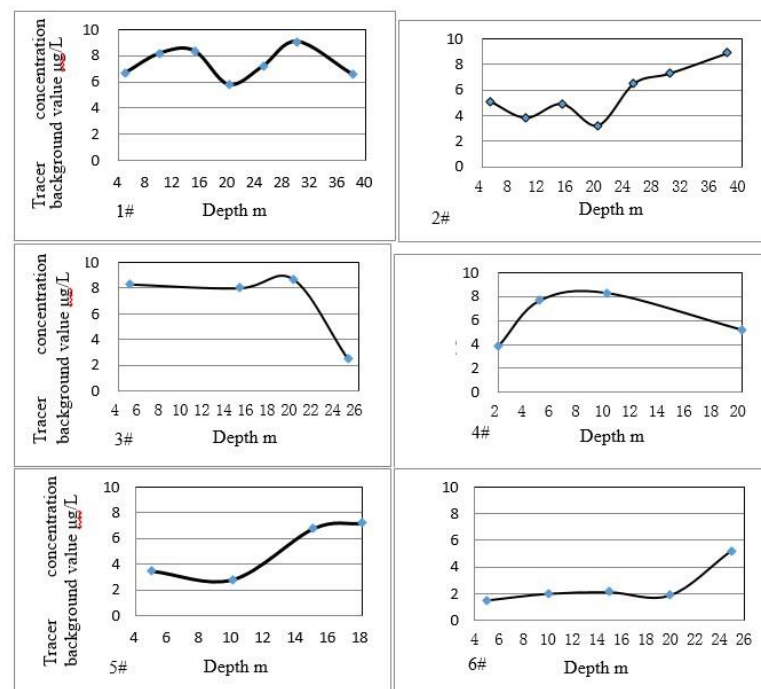 Tracer concentration
background value µg/L
10
8
6
4
2
0
4 8 12 16 20 24 28 32 36 40
1# Depth m
10
8
6
4
2
0
4 8 12 16 20 24 28 32 36 40
2# Depth m
Tracer concentration
background value µg/L
10
8
6
4
2
0
4 6 8 10 12 14 16 18 20 22 24 26
3# Depth m
10
8
6
4
2
0
2 4 6 8 10 12 14 16 18 20
4# Depth m
Tracer concentration
background value µg/L
10
8
6
4
2
0
4 6 8 10 12 14 16 18
5# Depth m
10
8
6
4
2
0
4 6 8 10 12 14 16 18 20 22 24 26
6# Depth m